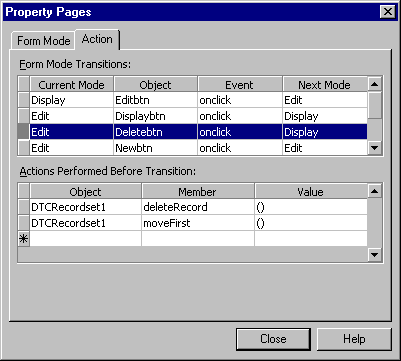 Property Pages
Form Mode Action
Form Mode Transitions:
Current Mode Object Event Next Mode
Display Editbtn onclick Edit
Edit Displaybtn onclick Display
Edit Deletebtn onclick Display
Edit Newbtn onclick Edit
Actions Performed Before Transition:
Object Member Value
DTCRecordset1 deleteRecord ()
DTCRecordset1 moveFirst ()
Close Help